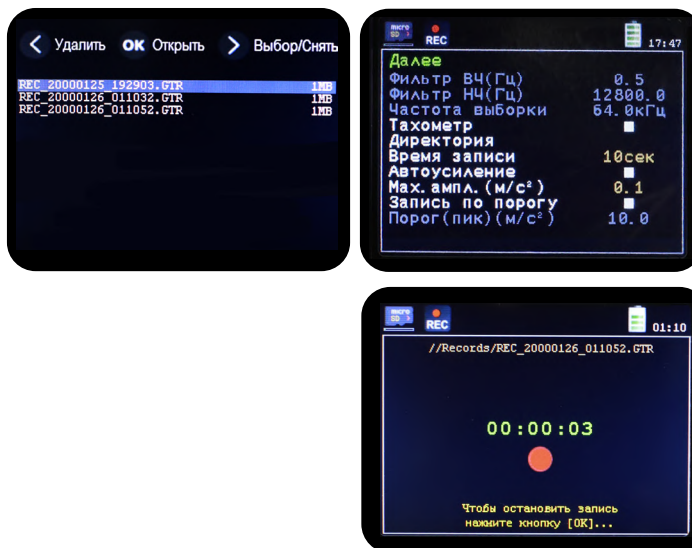 Удалить OK Открыть Выбор/Снять
REC_20000125_192903.GTR 1MB
REC_20000126_011032.GTR 1MB
REC_20000126_011052.GTR 1MB
micro SD REC 17:47
Далее
Фильтр ВЧ(Гц) 0.5
Фильтр НЧ(Гц) 12800.0
Частота выборки 64.0кГц
Тахометр
Директория
Время записи 10сек
Автоусиление
Мах.ампл.(м/с²) 0.1
Запись по порогу
Порог(пик)(м/с²) 10.0
micro SD REC 01:10
//Records/REC_20000126_011052.GTR
00:00:03
Чтобы остановить запись
нажмите кнопку [OK]...